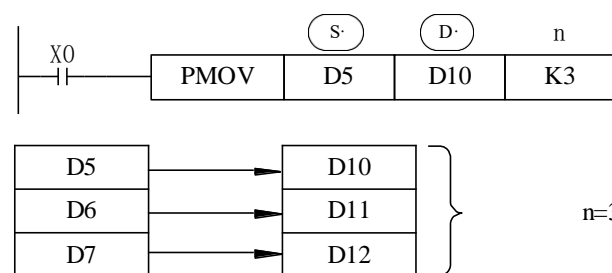 S· D· n
X0
PMOV D5 D10 K3
D5 D10
D6 D11 n=3
D7 D12